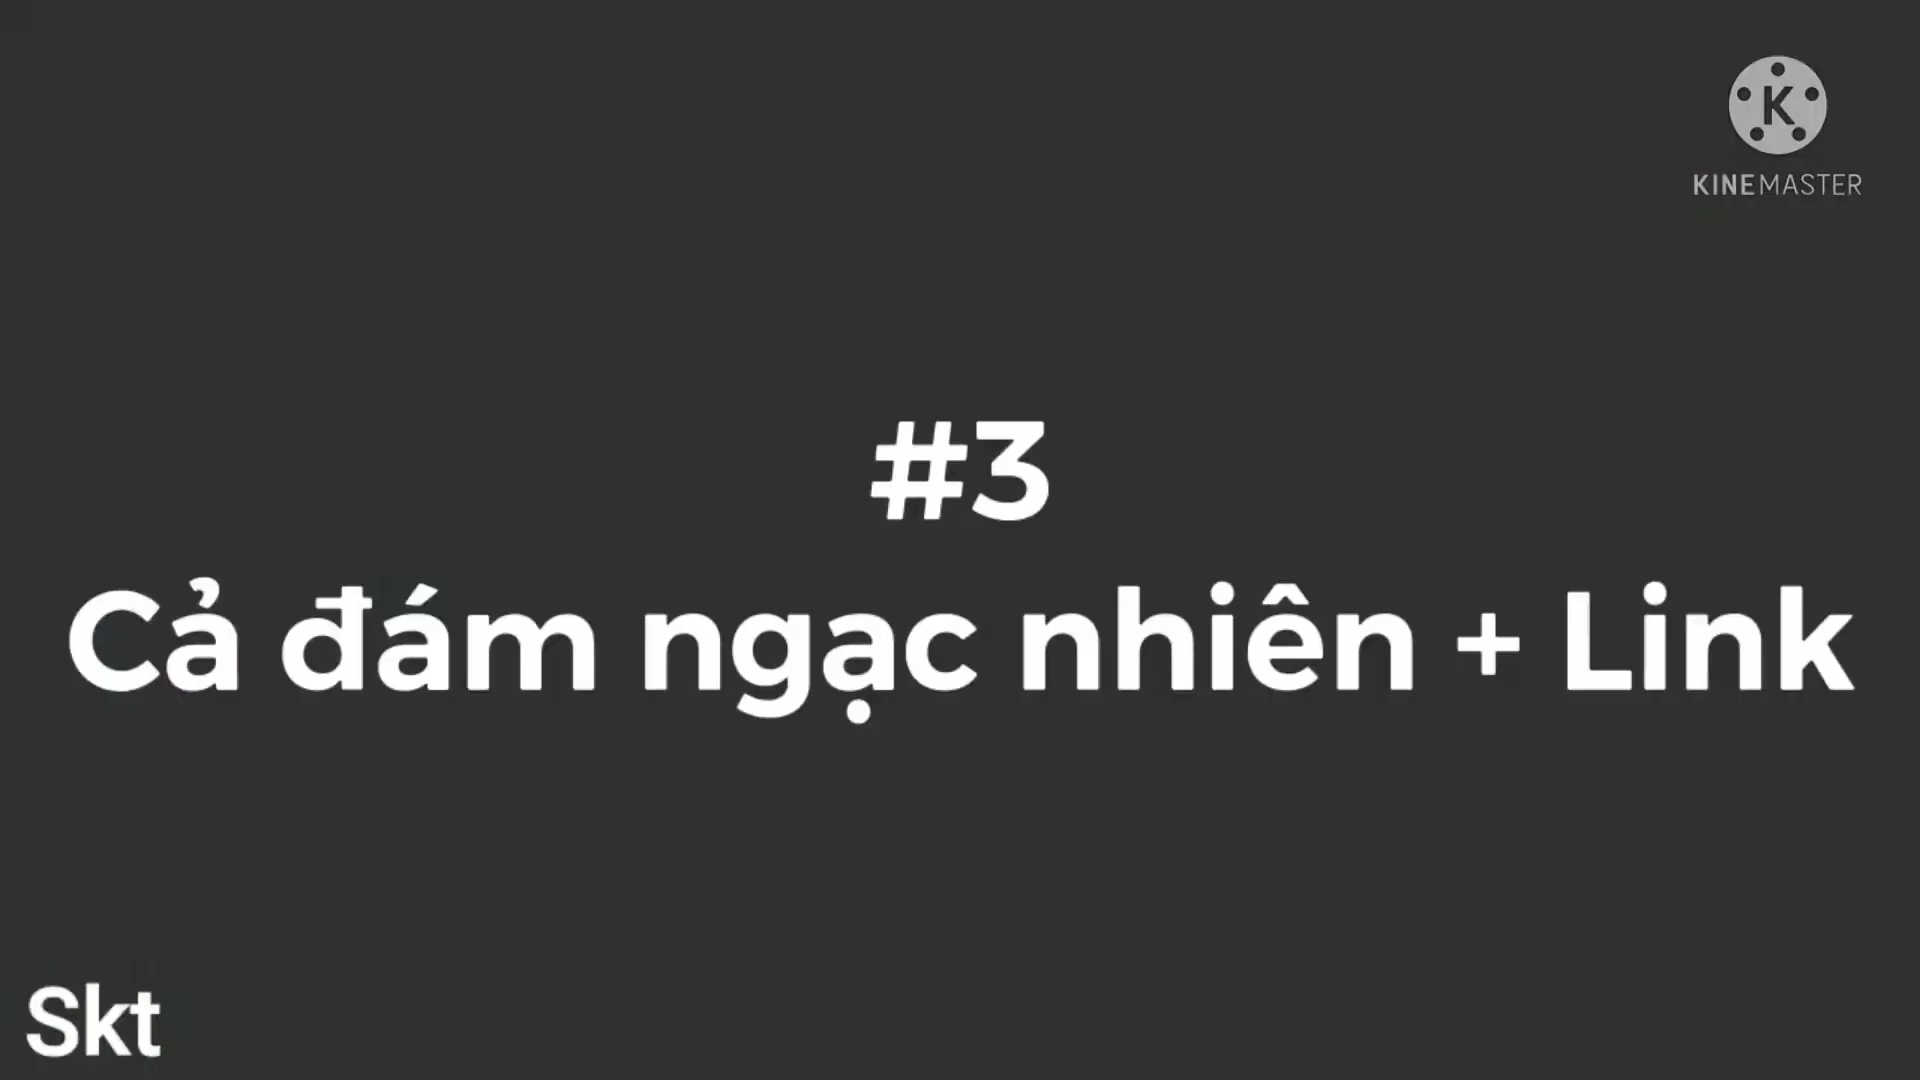 KINEMASTER
#3
Cả đám ngạc nhiên + Link
Skt